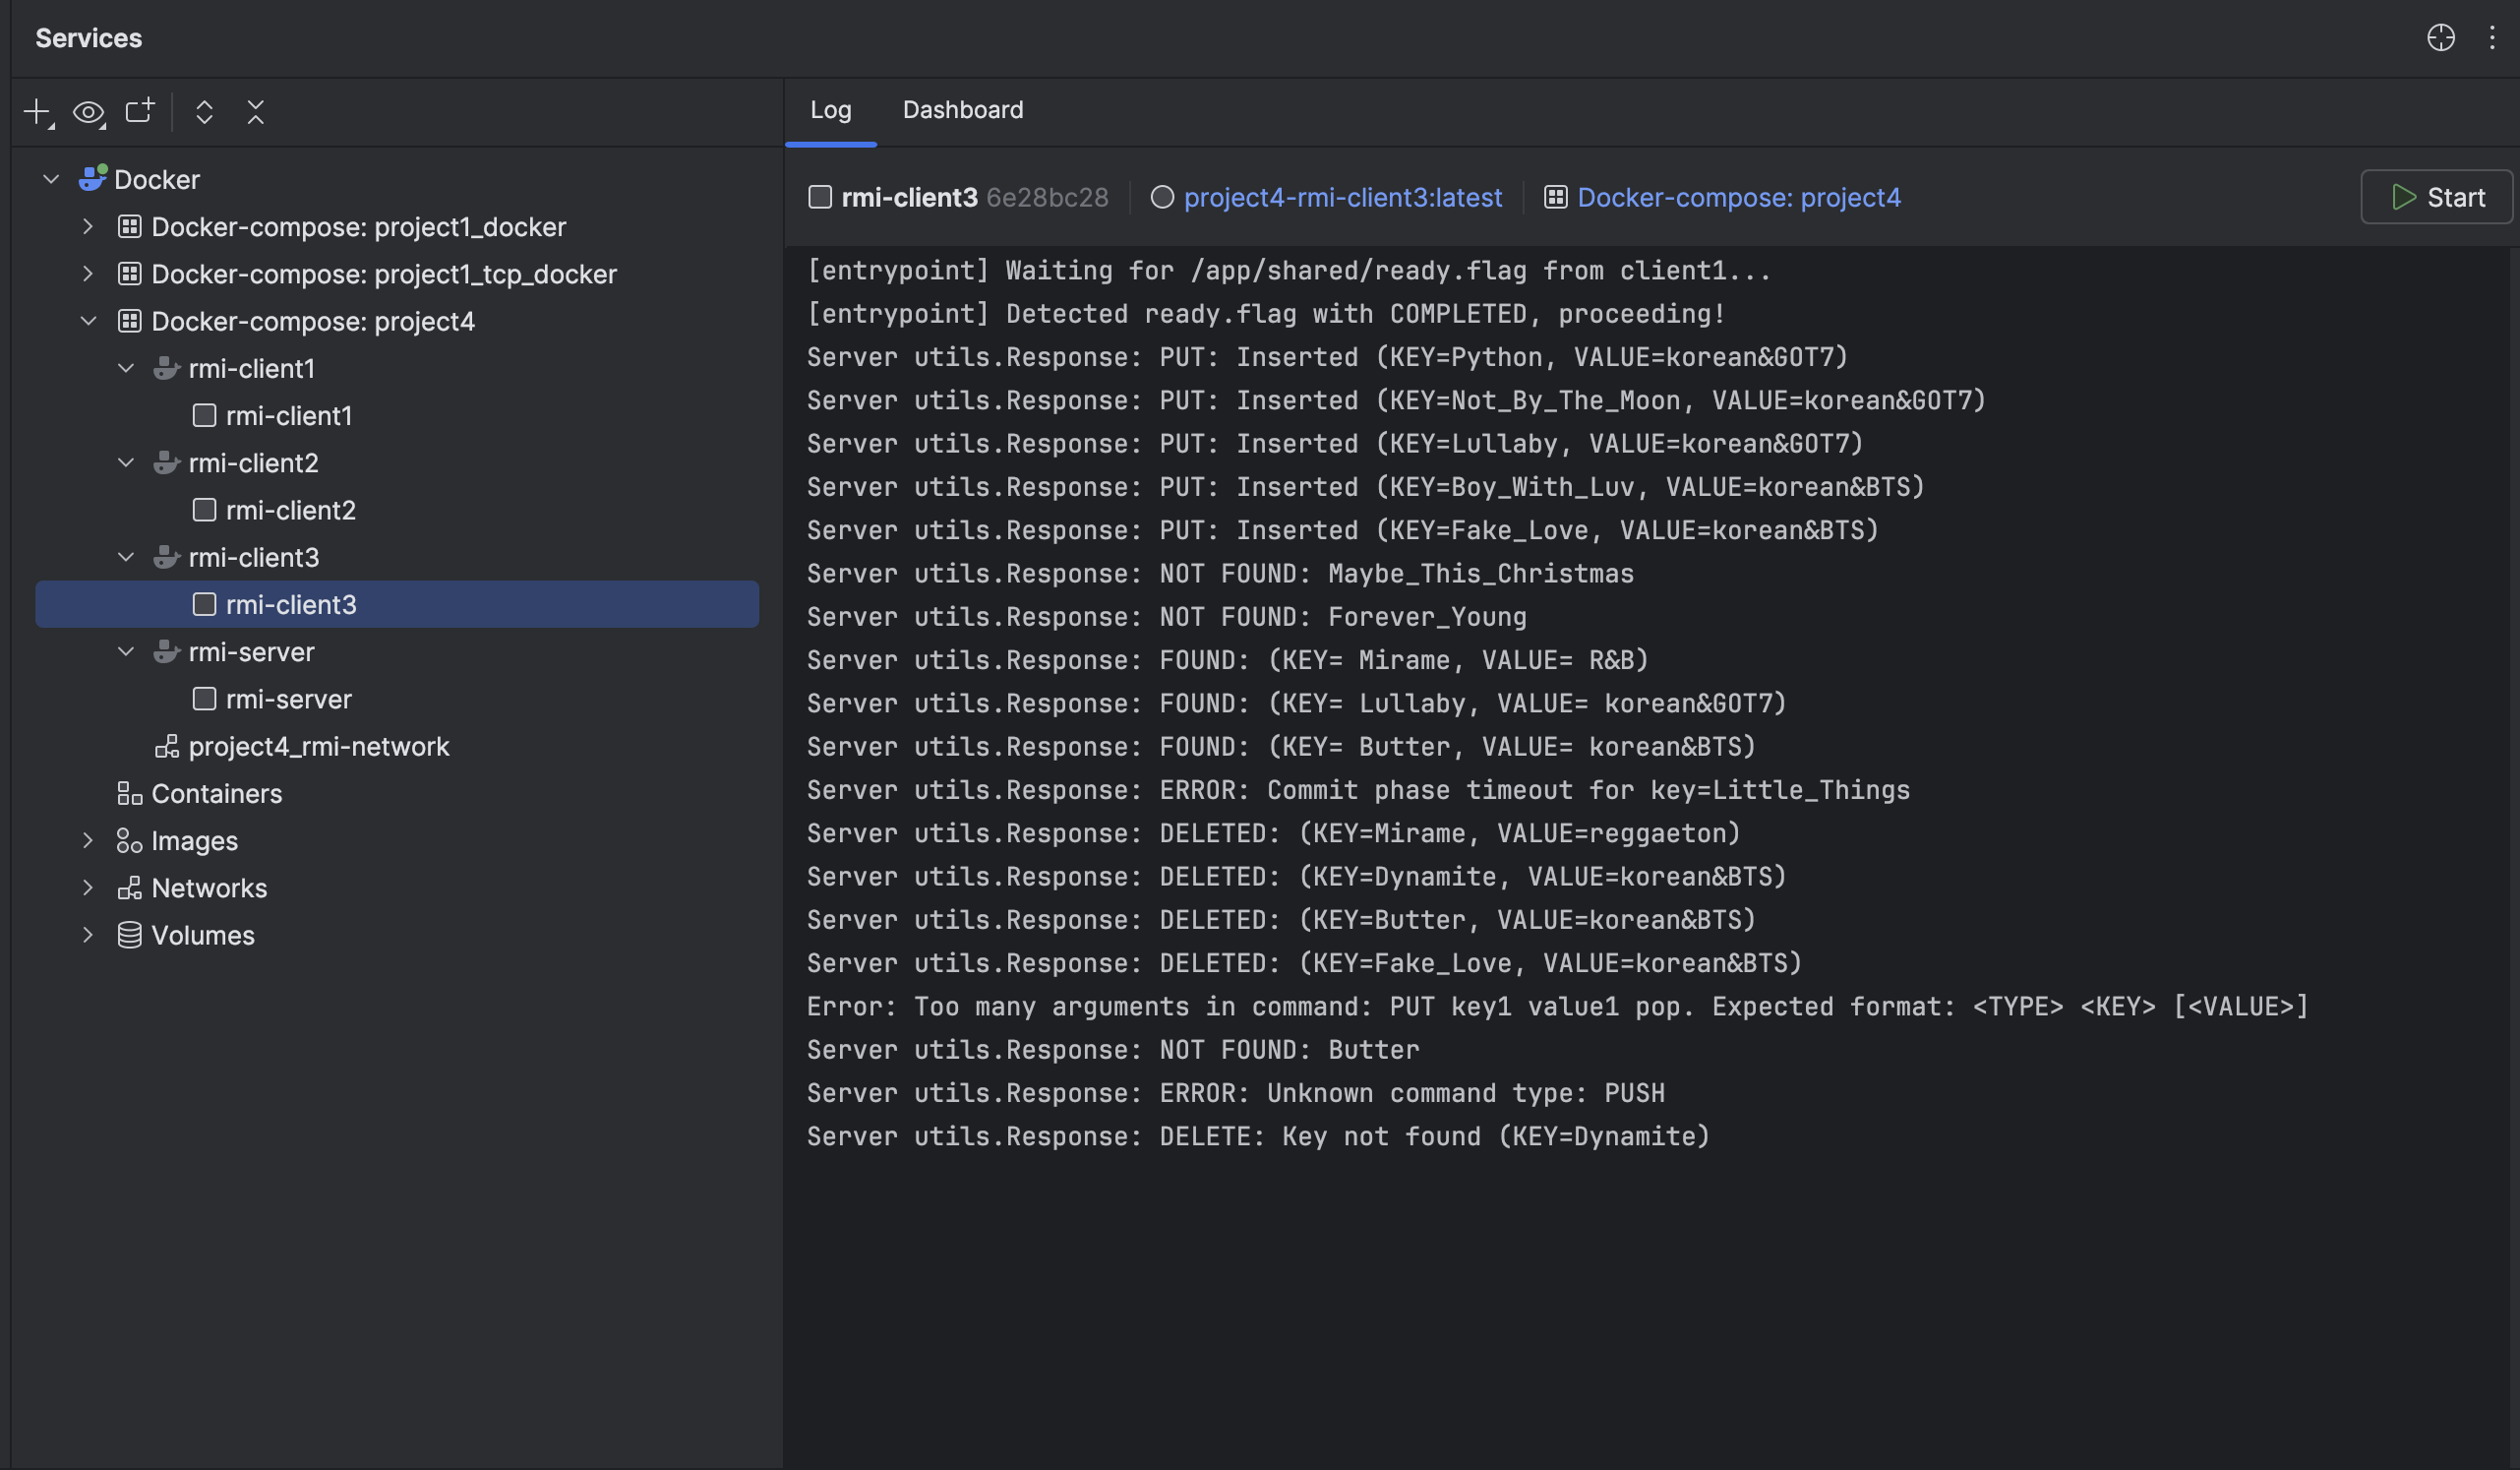 Services
Docker
Docker-compose: project1_docker
Docker-compose: project1_tcp_docker
Docker-compose: project4
rmi-client1
rmi-client1
rmi-client2
rmi-client2
rmi-client3
rmi-client3
rmi-server
rmi-server
project4_rmi-network
Containers
Images
Networks
Volumes
Log Dashboard
rmi-client3 6e28bc28 project4-rmi-client3:latest Docker-compose: project4 Start
[entrypoint] Waiting for /app/shared/ready.flag from client1...
[entrypoint] Detected ready.flag with COMPLETED, proceeding!
Server utils.Response: PUT: Inserted (KEY=Python, VALUE=korean&GOT7)
Server utils.Response: PUT: Inserted (KEY=Not_By_The_Moon, VALUE=korean&GOT7)
Server utils.Response: PUT: Inserted (KEY=Lullaby, VALUE=korean&GOT7)
Server utils.Response: PUT: Inserted (KEY=Boy_With_Luv, VALUE=korean&BTS)
Server utils.Response: PUT: Inserted (KEY=Fake_Love, VALUE=korean&BTS)
Server utils.Response: NOT FOUND: Maybe_This_Christmas
Server utils.Response: NOT FOUND: Forever_Young
Server utils.Response: FOUND: (KEY= Mirame, VALUE= R&B)
Server utils.Response: FOUND: (KEY= Lullaby, VALUE= korean&GOT7)
Server utils.Response: FOUND: (KEY= Butter, VALUE= korean&BTS)
Server utils.Response: ERROR: Commit phase timeout for key=Little_Things
Server utils.Response: DELETED: (KEY=Mirame, VALUE=reggaeton)
Server utils.Response: DELETED: (KEY=Dynamite, VALUE=korean&BTS)
Server utils.Response: DELETED: (KEY=Butter, VALUE=korean&BTS)
Server utils.Response: DELETED: (KEY=Fake_Love, VALUE=korean&BTS)
Error: Too many arguments in command: PUT key1 value1 pop. Expected format: <TYPE> <KEY> [<VALUE>]
Server utils.Response: NOT FOUND: Butter
Server utils.Response: ERROR: Unknown command type: PUSH
Server utils.Response: DELETE: Key not found (KEY=Dynamite)